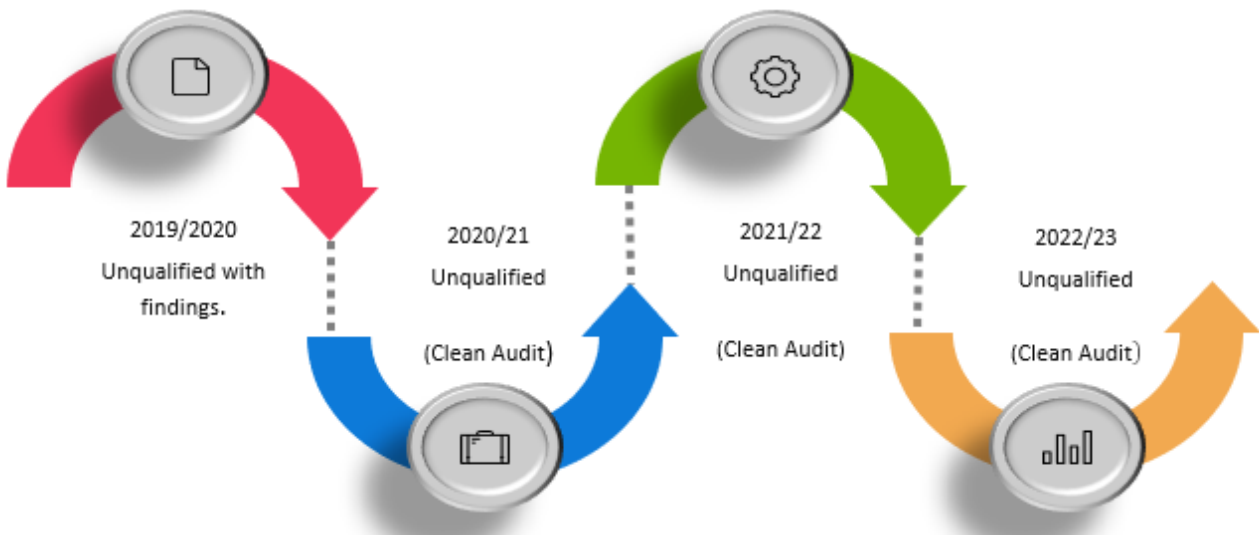 2019/2020
Unqualified with
findings.
2020/21
Unqualified
(Clean Audit)
2021/22
Unqualified
(Clean Audit)
2022/23
Unqualified
(Clean Audit）